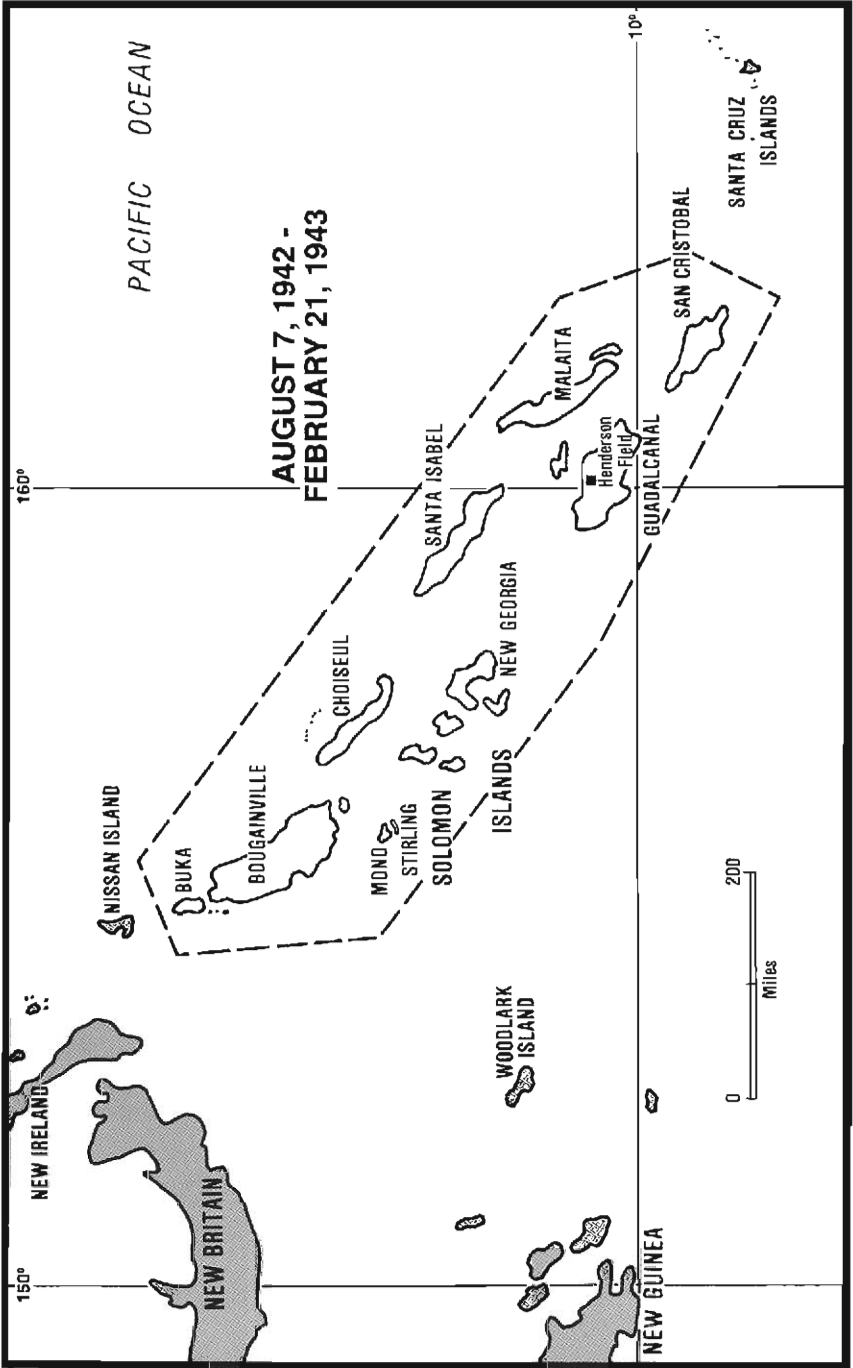 PACIFIC OCEAN
160°
150°
10°
AUGUST 7, 1942 -
FEBRUARY 21, 1943
NEW IRELAND
NISSAN ISLAND
BUKA
BOUGAINVILLE
NEW BRITAIN
CHOISEUL
MONO
STIRLING
SOLOMON
ISLANDS
SANTA ISABEL
NEW GEORGIA
MALAITA
Henderson
Field
GUADALCANAL
SAN CRISTOBAL
SANTA CRUZ
ISLANDS
WOODLARK
ISLAND
NEW GUINEA
0
200
Miles